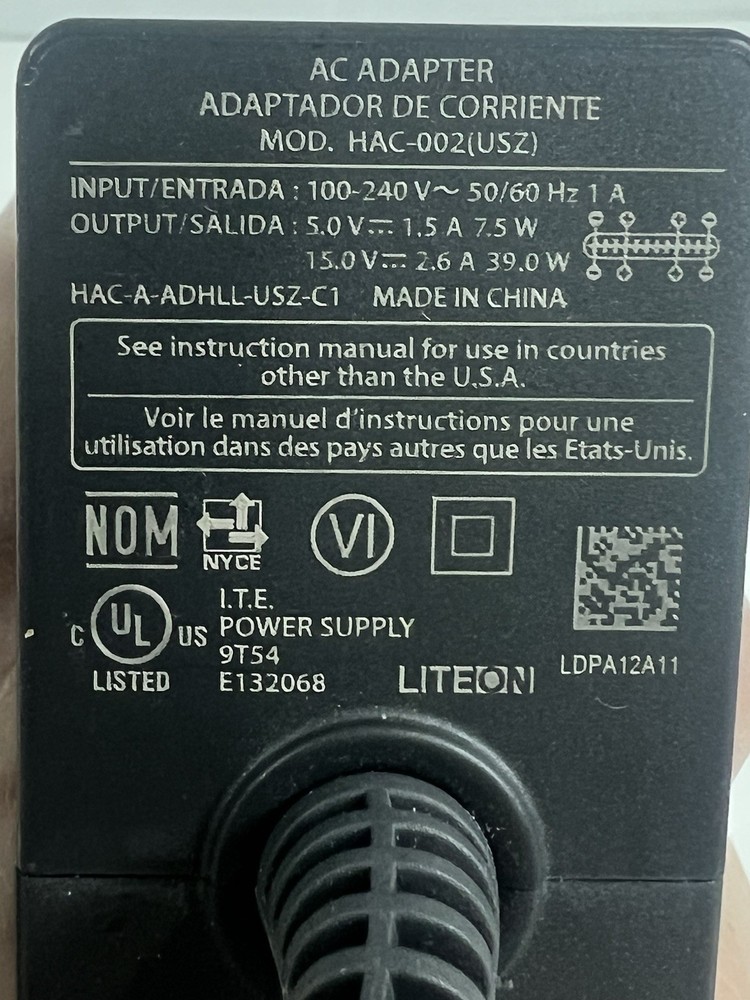 AC ADAPTER
ADAPTADOR DE CORRIENTE
MOD. HAC-002(USZ)
INPUT/ENTRADA : 100-240 V~ 50/60 Hz 1 A
OUTPUT/SALIDA : 5.0 V⎓ 1.5 A 7.5 W
15.0 V⎓ 2.6 A 39.0 W
HAC-A-ADHLL-USZ-C1 MADE IN CHINA
See instruction manual for use in countries
other than the U.S.A.
Voir le manuel d'instructions pour une
utilisation dans des pays autres que les Etats-Unis.
NOM
NYCE
VI
C UL US
LISTED
I.T.E.
POWER SUPPLY
9T54
E132068
LITEON
LDPA12A11